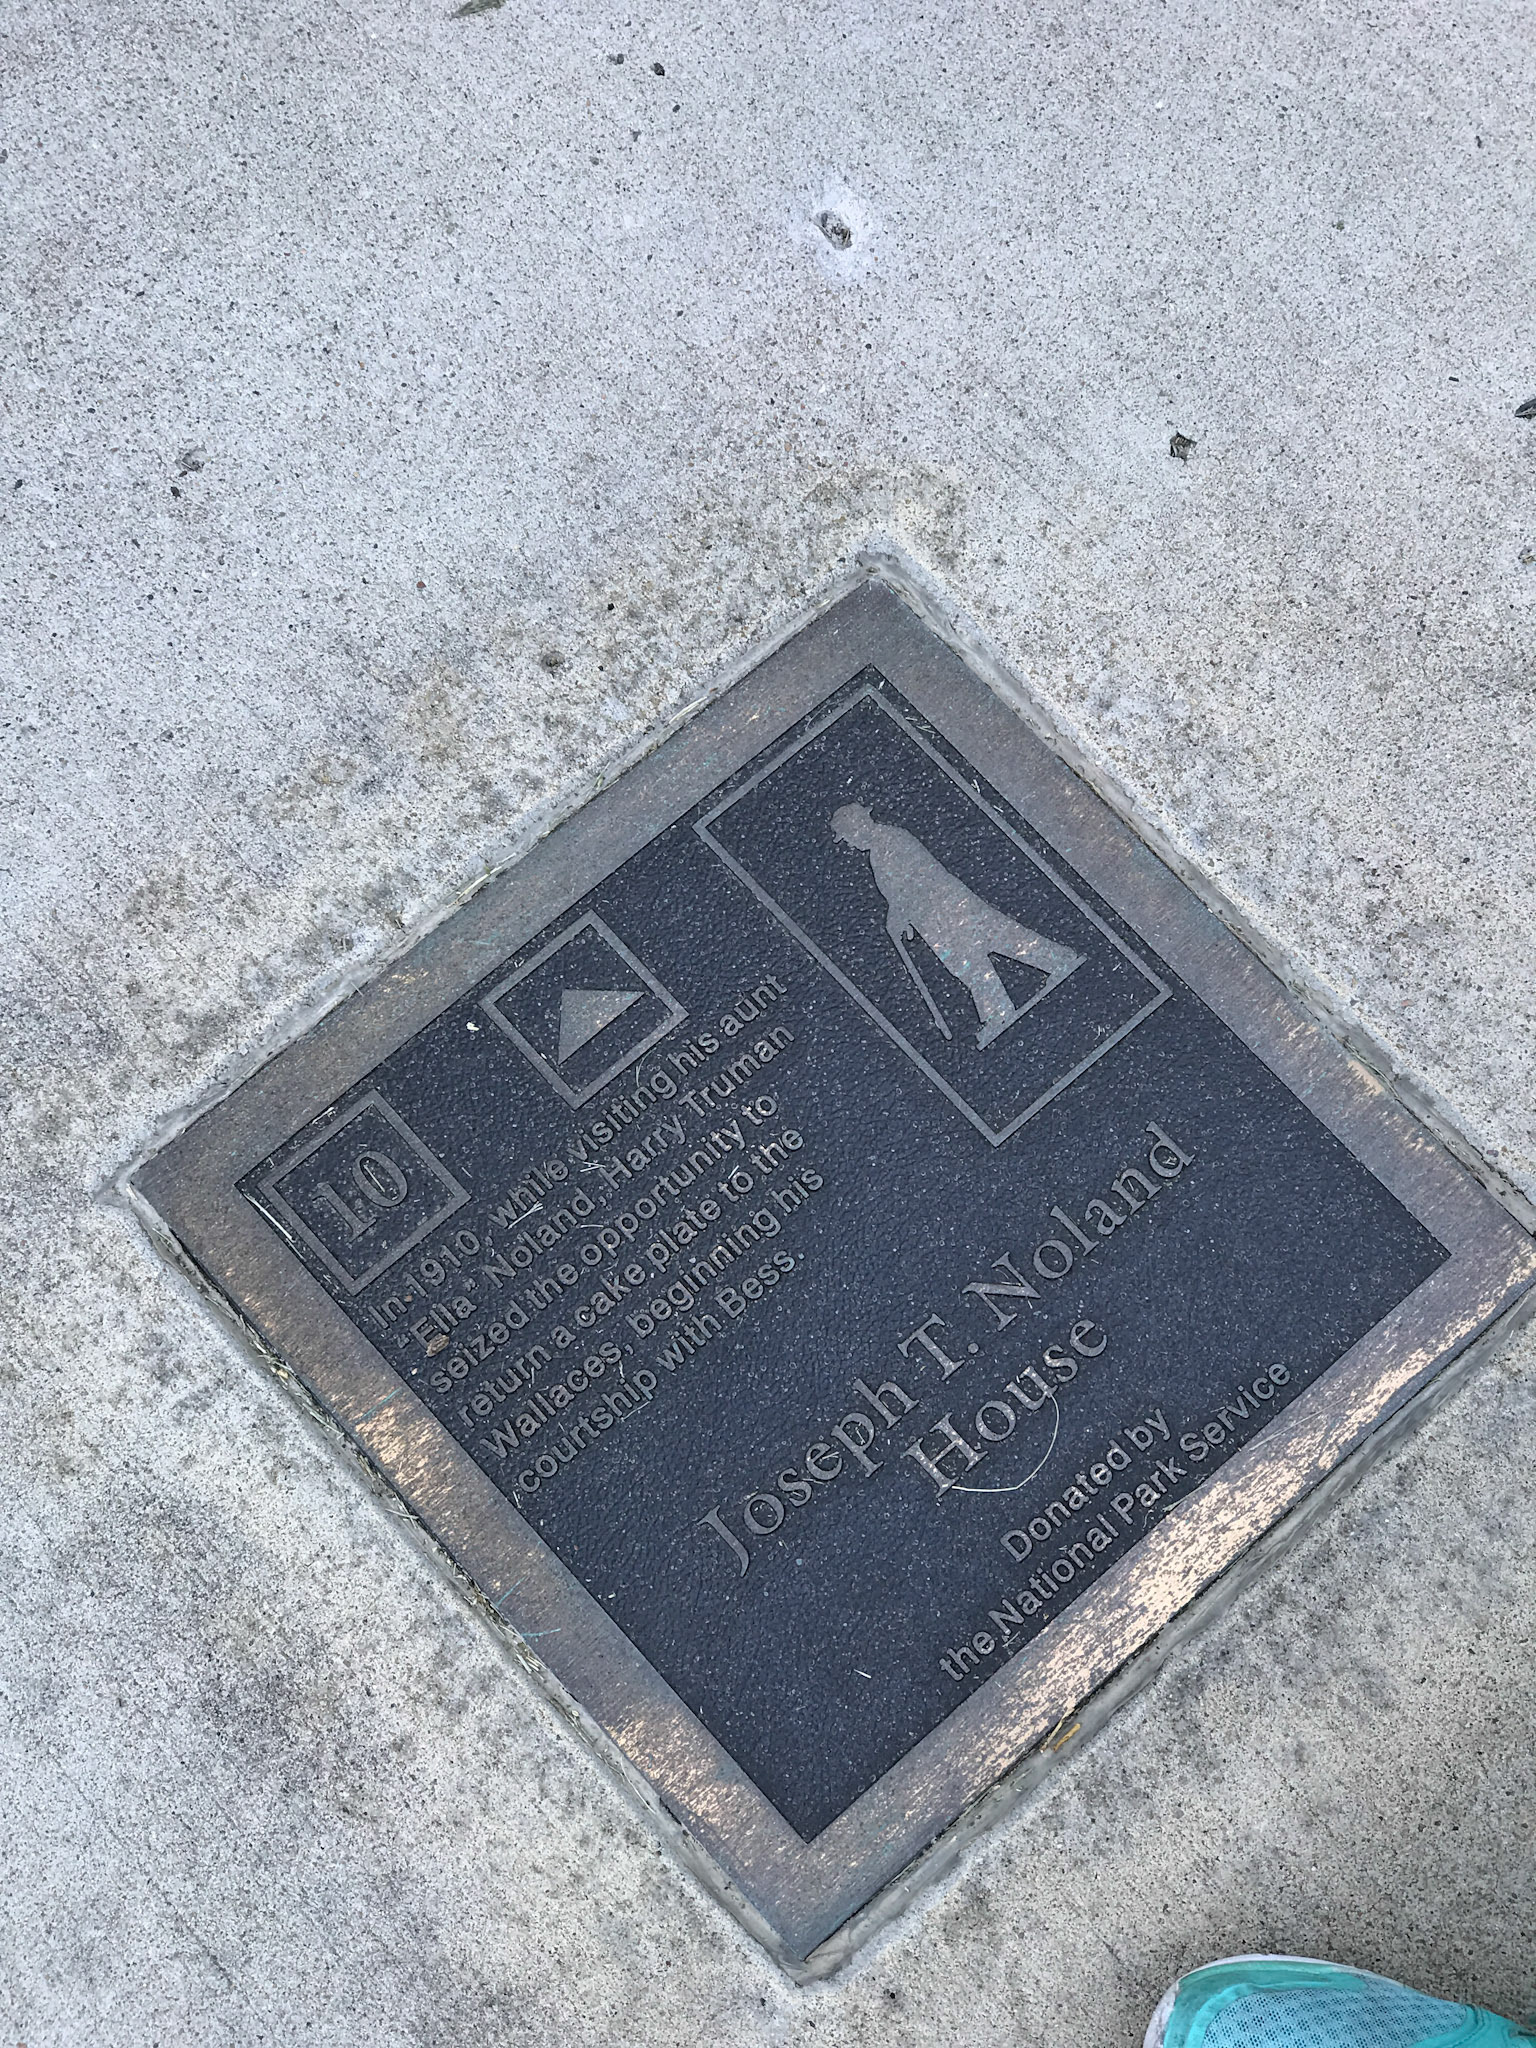 10
In 1910, while visiting his aunt
"Ella" Noland, Harry Truman
seized the opportunity to
return a cake plate to the
Wallaces, beginning his
courtship with Bess.
Joseph T. Noland
House
Donated by
the National Park Service